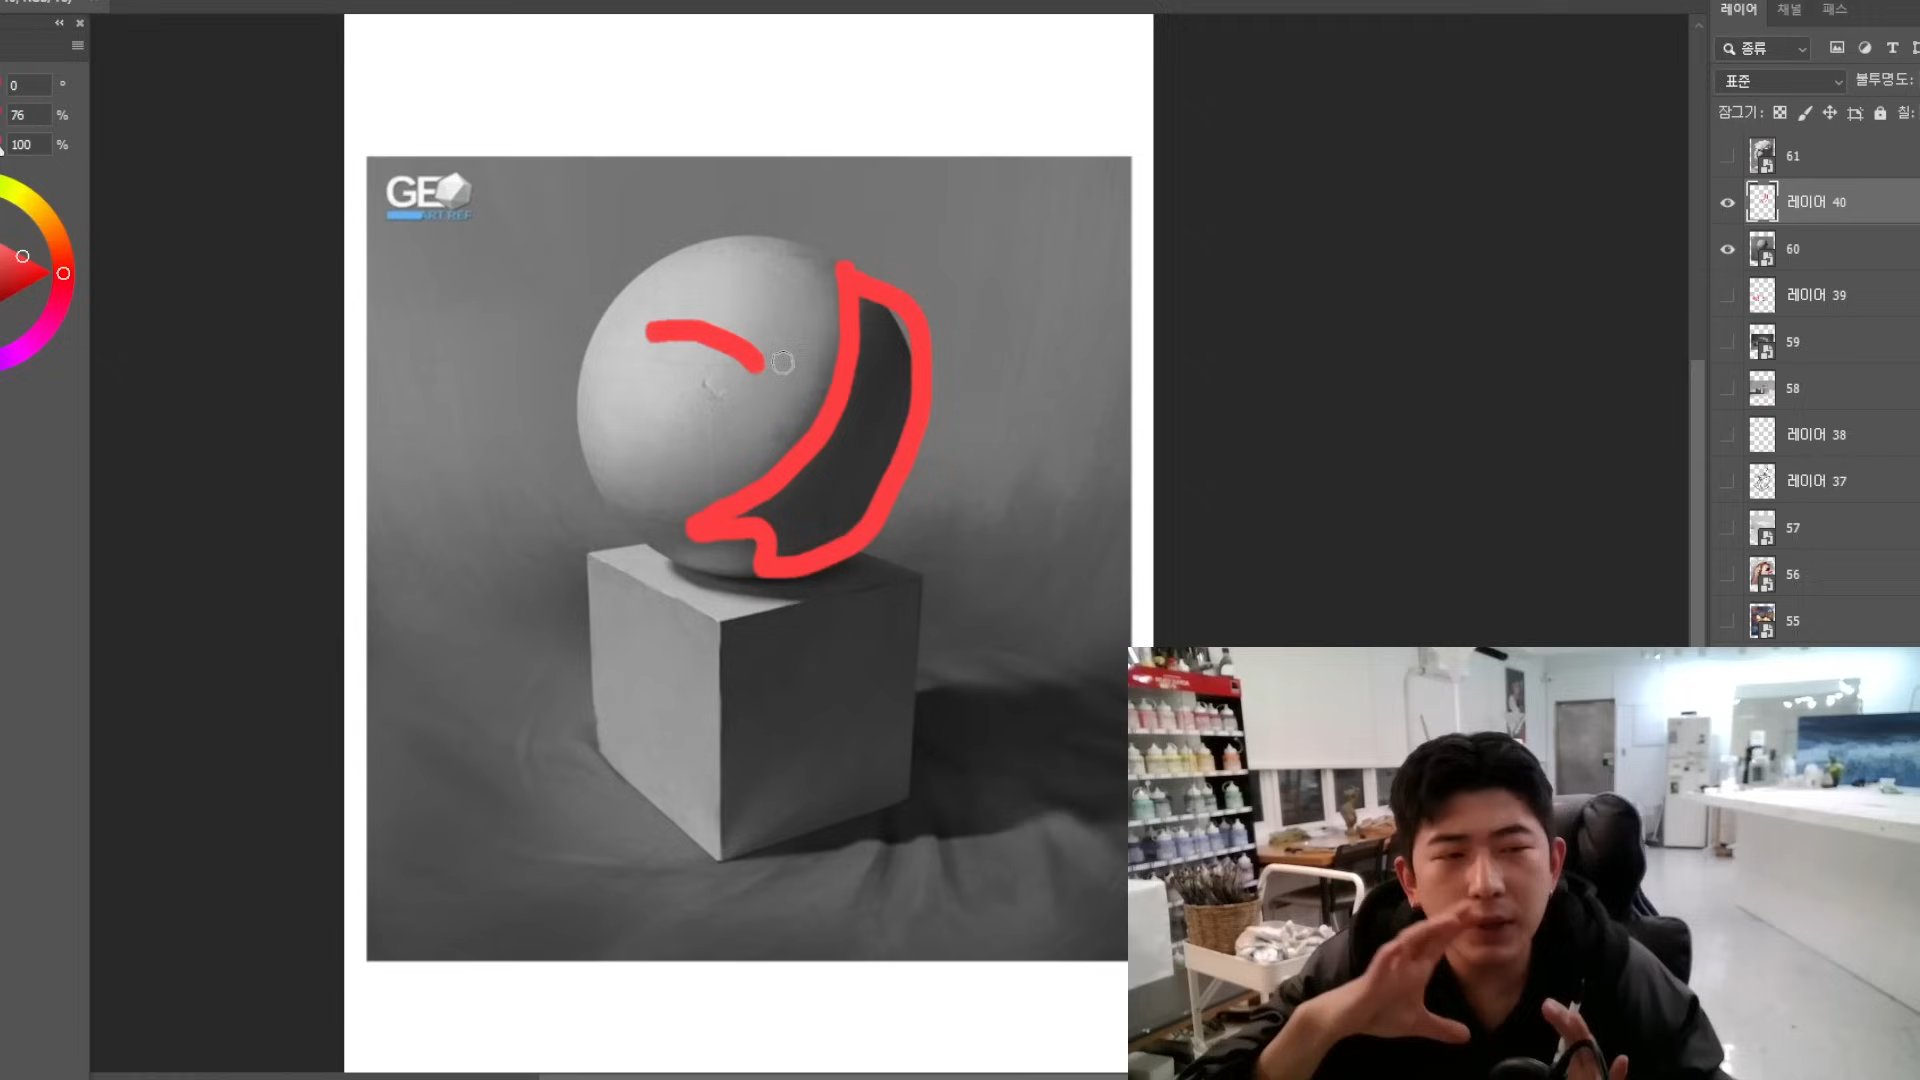 레이어 채널 패스
종류
표준 불투명도:
잠그기: 칠:
0 °
76 %
100 %
GEO
ART REF
61
레이어 40
60
레이어 39
59
58
레이어 38
레이어 37
57
56
55